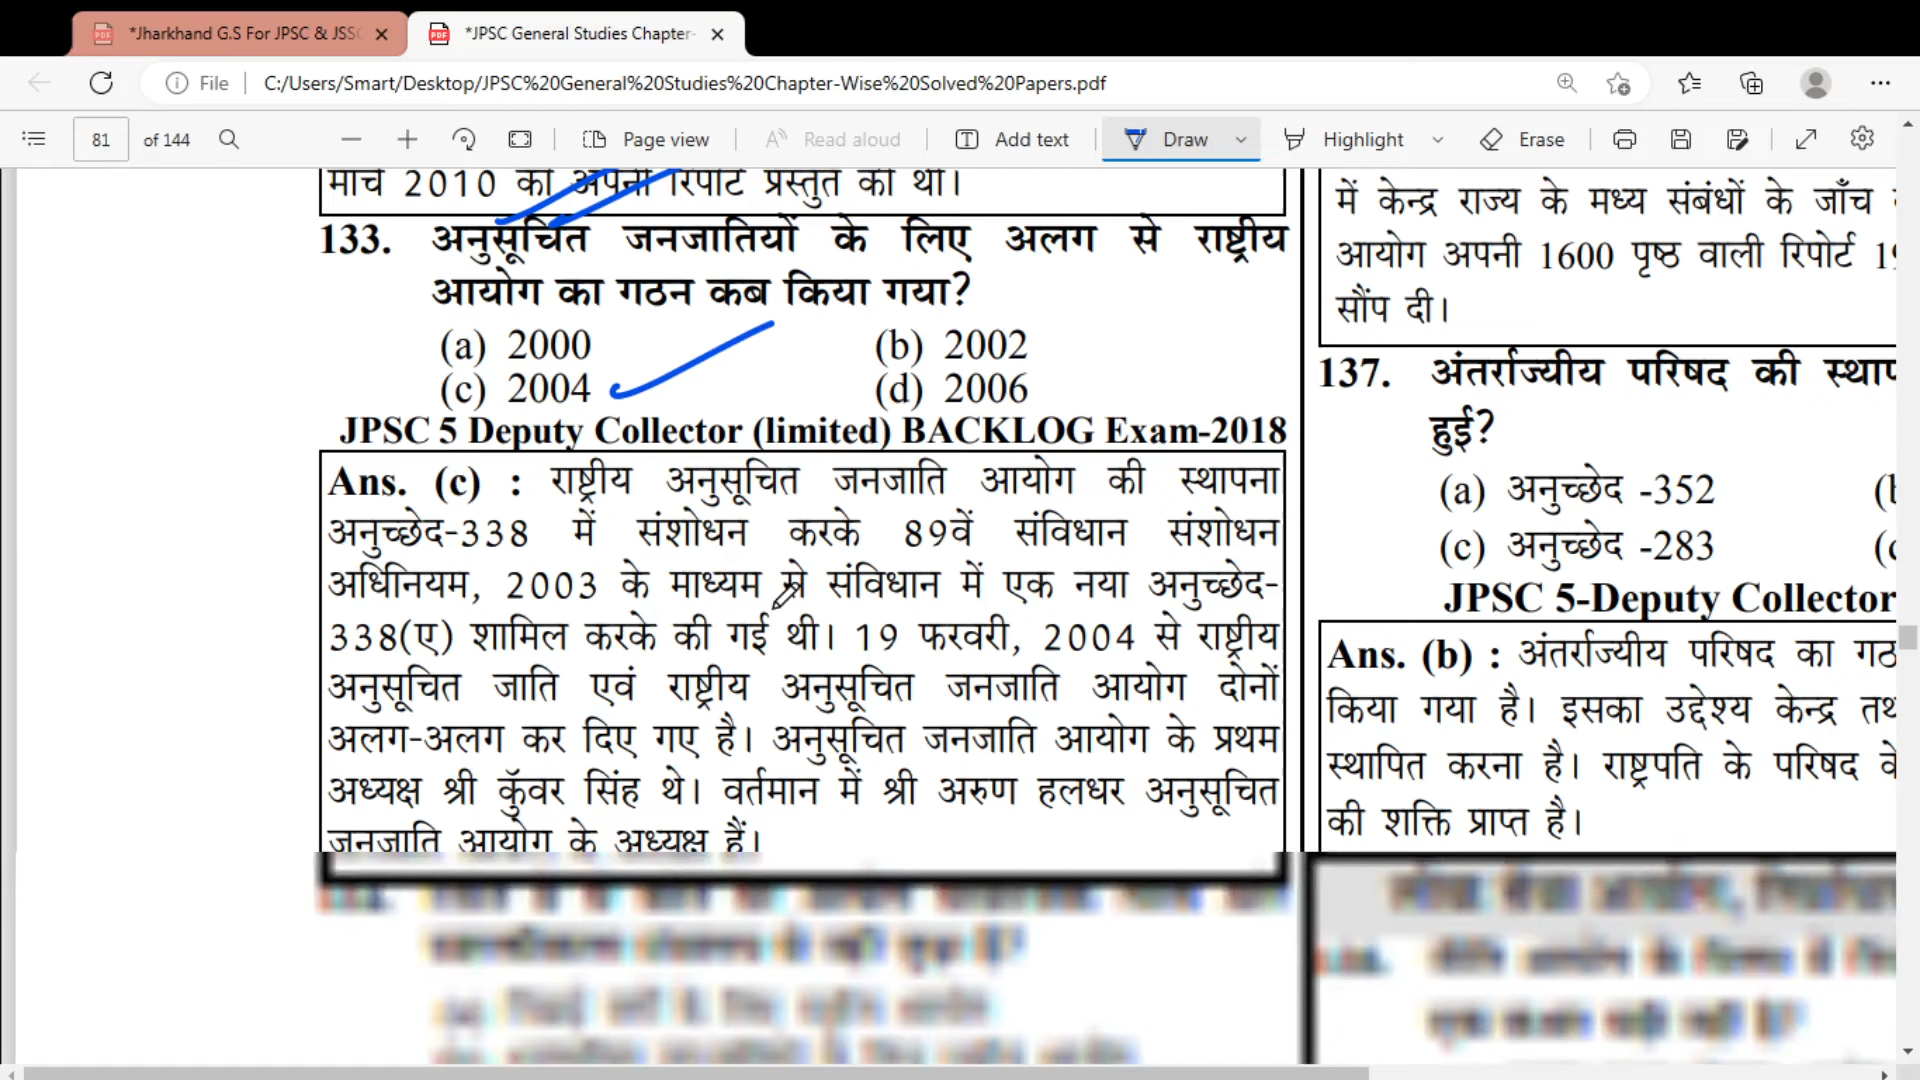 *Jharkhand G.S For JPSC & JSSC
*JPSC General Studies Chapter-
File
C:/Users/Smart/Desktop/JPSC%20General%20Studies%20Chapter-Wise%20Solved%20Papers.pdf
81 of 144
Page view
Read aloud
Add text
Draw
Highlight
Erase
मार्च 2010 को अपनी रिपोर्ट प्रस्तुत की थी।
133. अनुसूचित जनजातियों के लिए अलग से राष्ट्रीय
आयोग का गठन कब किया गया?
(a) 2000 (b) 2002
(c) 2004 (d) 2006
JPSC 5 Deputy Collector (limited) BACKLOG Exam-2018
Ans. (c) : राष्ट्रीय अनुसूचित जनजाति आयोग की स्थापना
अनुच्छेद-338 में संशोधन करके 89वें संविधान संशोधन
अधिनियम, 2003 के माध्यम से संविधान में एक नया अनुच्छेद-
338(ए) शामिल करके की गई थी। 19 फरवरी, 2004 से राष्ट्रीय
अनुसूचित जाति एवं राष्ट्रीय अनुसूचित जनजाति आयोग दोनों
अलग-अलग कर दिए गए है। अनुसूचित जनजाति आयोग के प्रथम
अध्यक्ष श्री कुँवर सिंह थे। वर्तमान में श्री अरुण हलधर अनुसूचित
जनजाति आयोग के अध्यक्ष हैं।
में केन्द्र राज्य के मध्य संबंधों के जाँच
आयोग अपनी 1600 पृष्ठ वाली रिपोर्ट
सौंप दी।
137. अंतर्राज्यीय परिषद की
हुई?
(a) अनुच्छेद -352
(c) अनुच्छेद -283
JPSC 5-Deputy Collector
Ans. (b) : अंतर्राज्यीय परिषद का
किया गया है। इसका उद्देश्य केन्द्र
स्थापित करना है। राष्ट्रपति के परिषद
की शक्ति प्राप्त है।